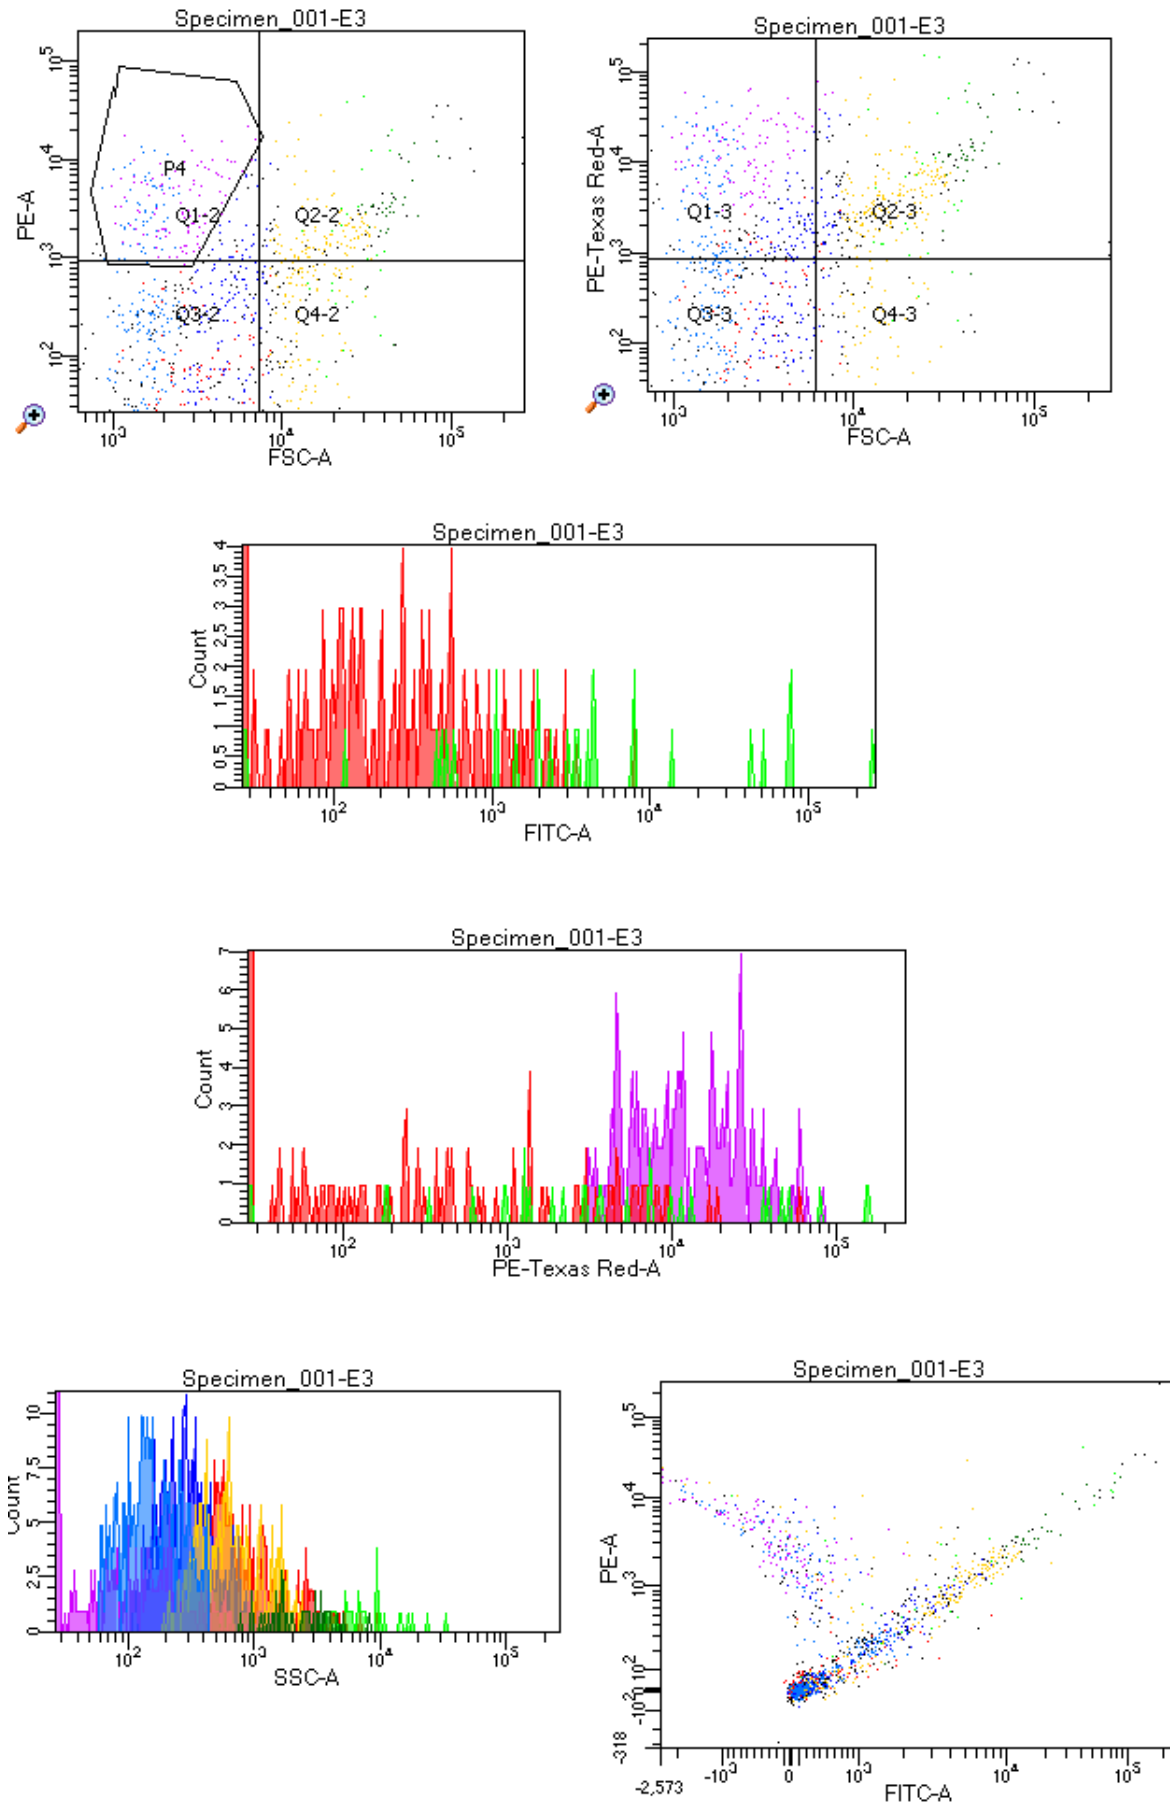 Specimen_001-E3
PE-A
10^5
10^4
10^3
10^2
P4
Q1-2
Q2-2
Q3-2
Q4-2
10^3
10^4
10^5
FSC-A
Specimen_001-E3
PE-Texas Red-A
10^5
10^4
10^3
10^2
Q1-3
Q2-3
Q3-3
Q4-3
10^3
10^4
10^5
FSC-A
Specimen_001-E3
Count
4
3,5
3
2,5
2
1,5
1
0,5
0
10^2
10^3
10^4
10^5
FITC-A
Specimen_001-E3
Count
7
6
5
4
3
2
1
0
10^2
10^3
10^4
10^5
PE-Texas Red-A
Specimen_001-E3
Count
10
7,5
5
2,5
0
10^2
10^3
10^4
10^5
SSC-A
Specimen_001-E3
PE-A
10^5
10^4
10^3
10^2
0
-10^2
-318
-2,573
-10^3
0
10^3
10^4
10^5
FITC-A